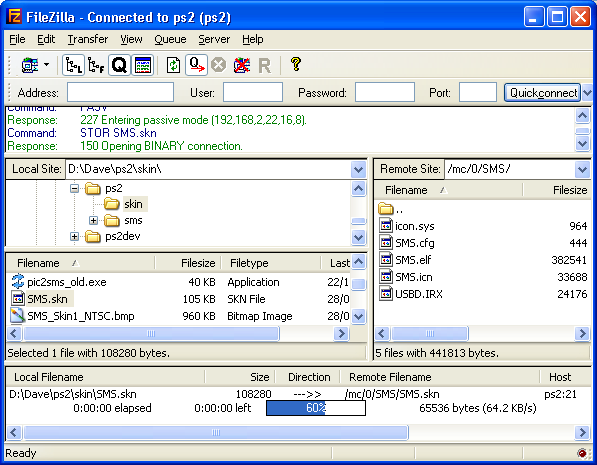 FileZilla - Connected to ps2 (ps2)
File Edit Transfer View Queue Server Help
L F Q R ?
Address: User: Password: Port: Quickconnect
Command: PASV
Response: 227 Entering passive mode (192,168,2,22,16,8).
Command: STOR SMS.skn
Response: 150 Opening BINARY connection.
Local Site: D:\Dave\ps2\skin\
ps2
skin
sms
ps2dev
Filename Filesize Filetype Last
pic2sms_old.exe 40 KB Application 22/1
SMS.skn 105 KB SKN File 28/0
SMS_Skin1_NTSC.bmp 960 KB Bitmap Image 28/0
Selected 1 file with 108280 bytes.
Remote Site: /mc/0/SMS/
Filename Filesize
..
icon.sys 964
SMS.cfg 444
SMS.elf 382541
SMS.icn 33688
USBD.IRX 24176
5 files with 441813 bytes.
Local Filename Size Direction Remote Filename Host
D:\Dave\ps2\skin\SMS.skn 108280 --->> /mc/0/SMS/SMS.skn ps2:21
0:00:00 elapsed 0:00:00 left 60% 65536 bytes (64.2 KB/s)
Ready